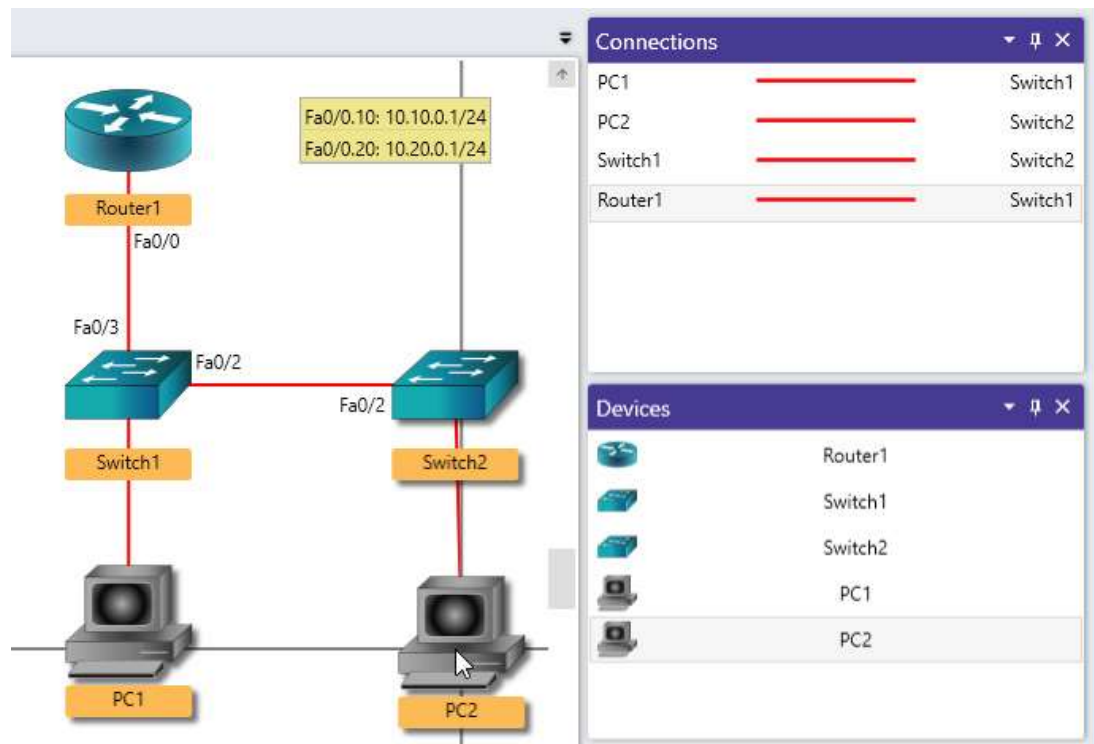 Fa0/0.10: 10.10.0.1/24
Fa0/0.20: 10.20.0.1/24
Router1
Fa0/0
Fa0/3
Fa0/2
Fa0/2
Switch1
Switch2
PC1
PC2
Connections
PC1 Switch1
PC2 Switch2
Switch1 Switch2
Router1 Switch1
Devices
Router1
Switch1
Switch2
PC1
PC2